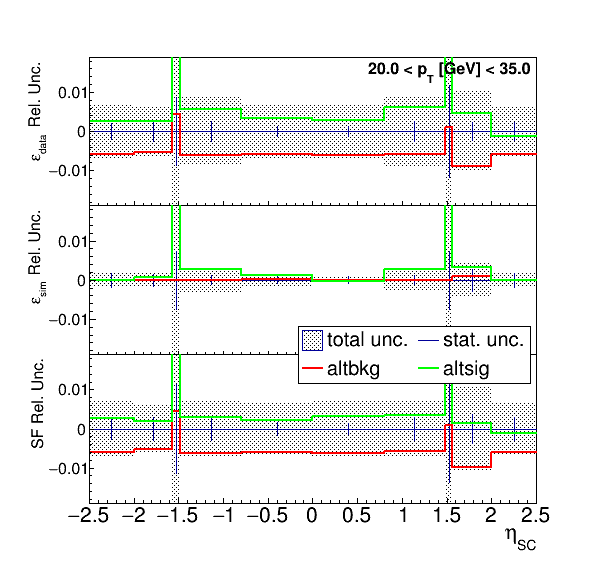 20.0 < p_T [GeV] < 35.0
ε_data Rel. Unc.
0.01
0
−0.01
ε_sim Rel. Unc.
0.01
0
−0.01
total unc. stat. unc.
altbkg altsig
SF Rel. Unc.
0.01
0
−0.01
−2.5 −2 −1.5 −1 −0.5 0 0.5 1 1.5 2 2.5
η_SC